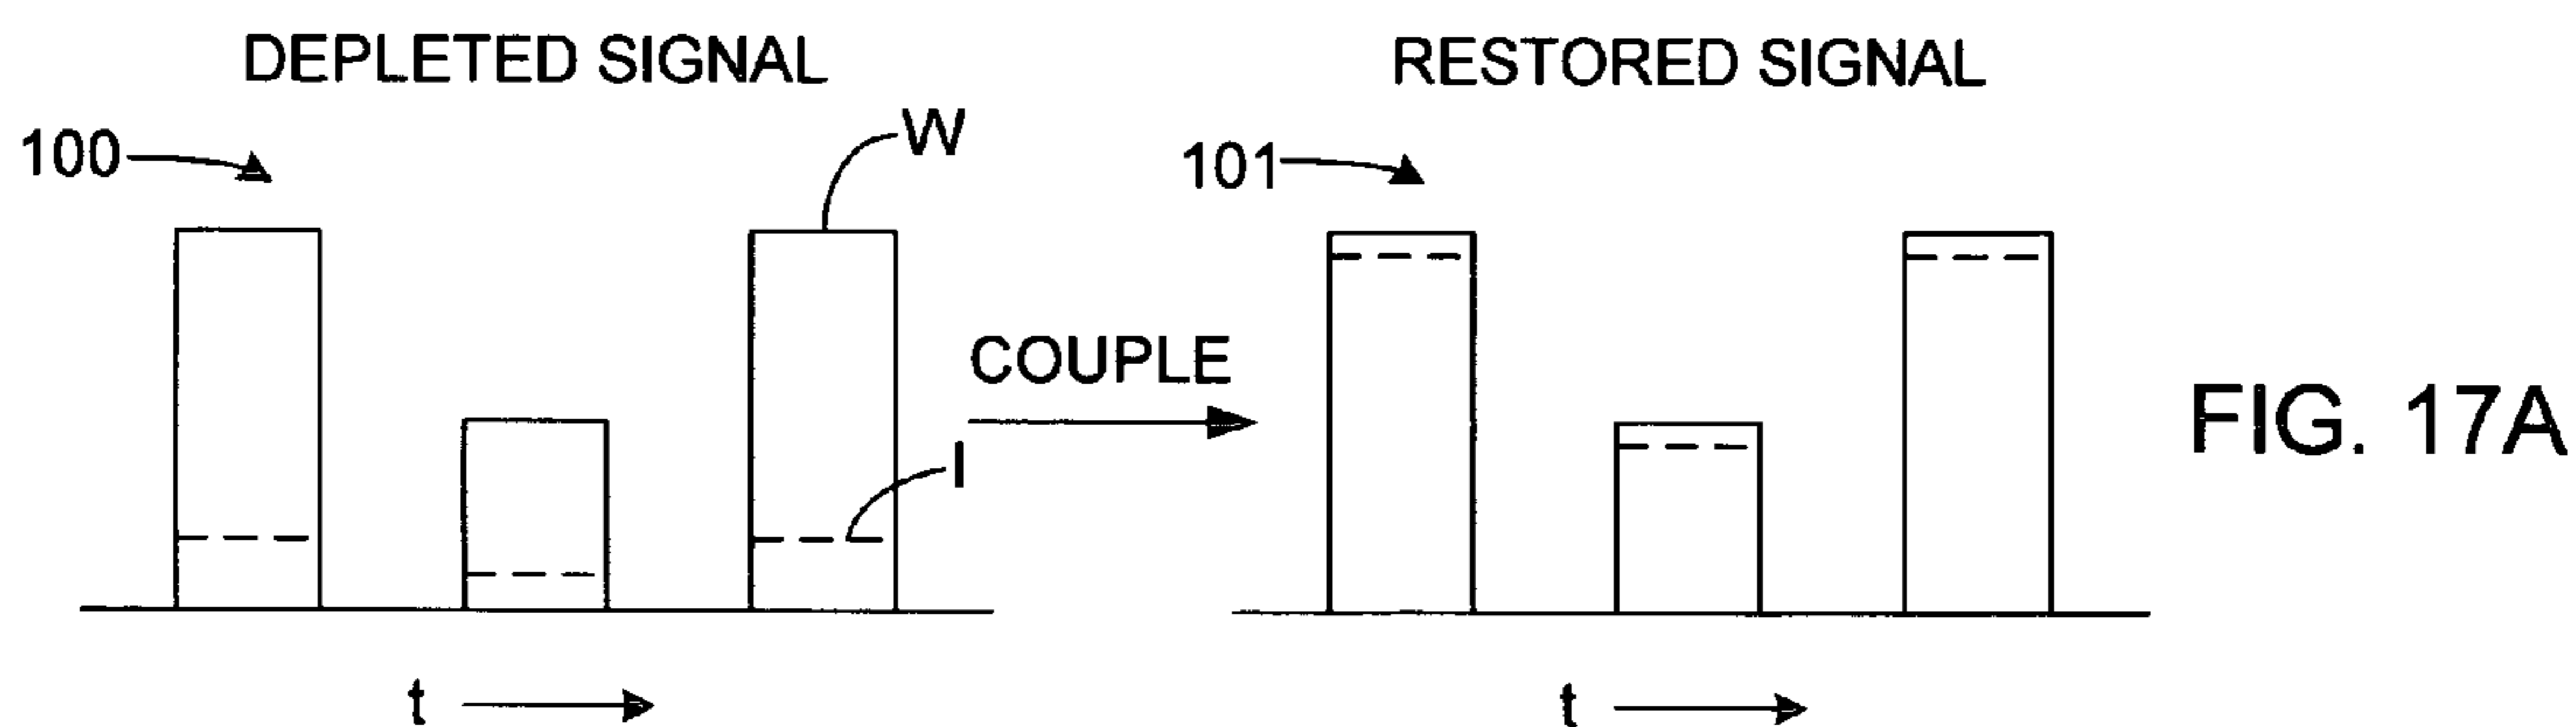 DEPLETED SIGNAL
RESTORED SIGNAL
100
W
101
COUPLE
I
FIG. 17A
t
t